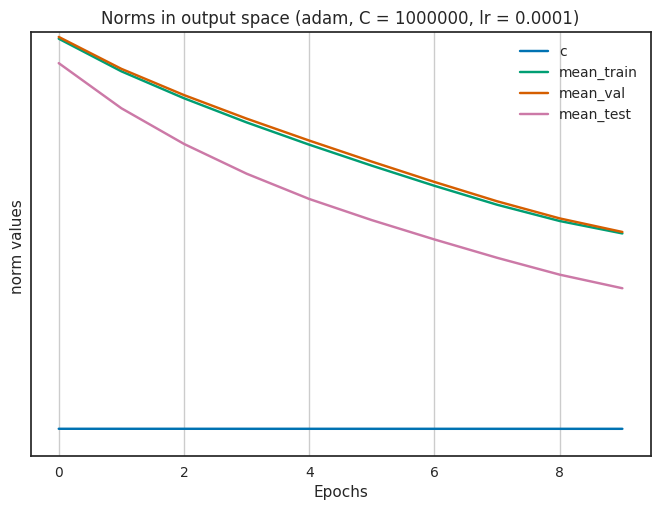 Norms in output space (adam, C = 1000000, lr = 0.0001)
c
mean_train
mean_val
mean_test
norm values
0 2 4 6 8
Epochs